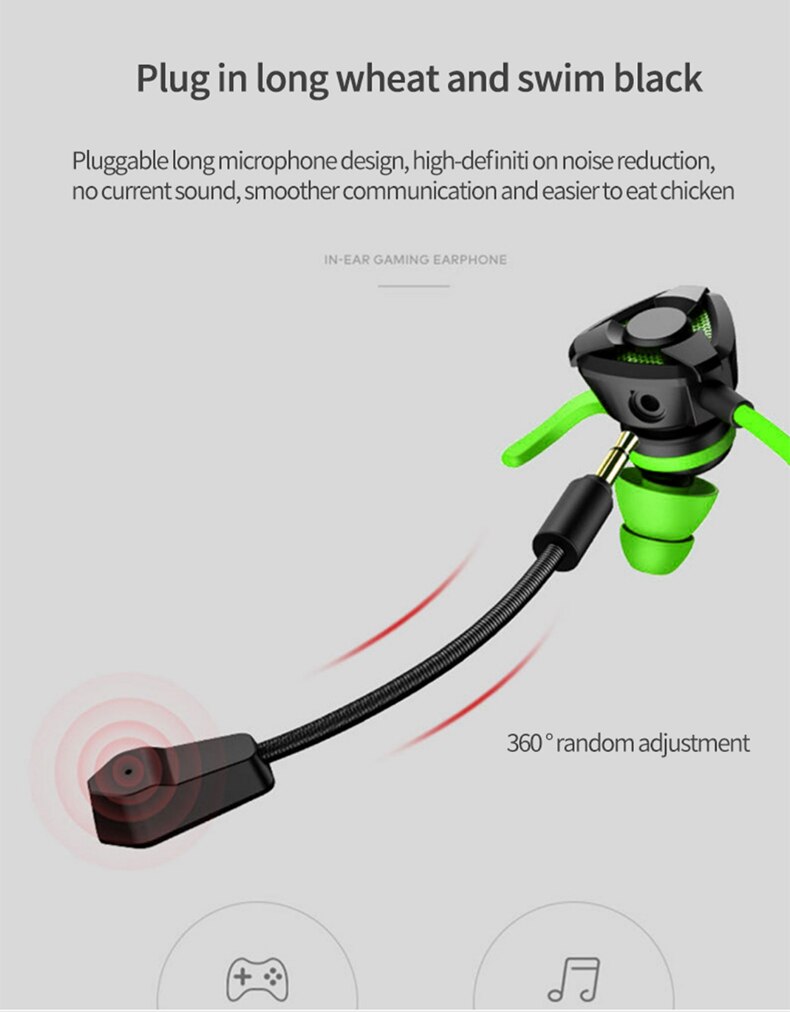 Plug in long wheat and swim black
Pluggable long microphone design, high-definiti on noise reduction,
no current sound, smoother communication and easier to eat chicken
IN-EAR GAMING EARPHONE
360° random adjustment